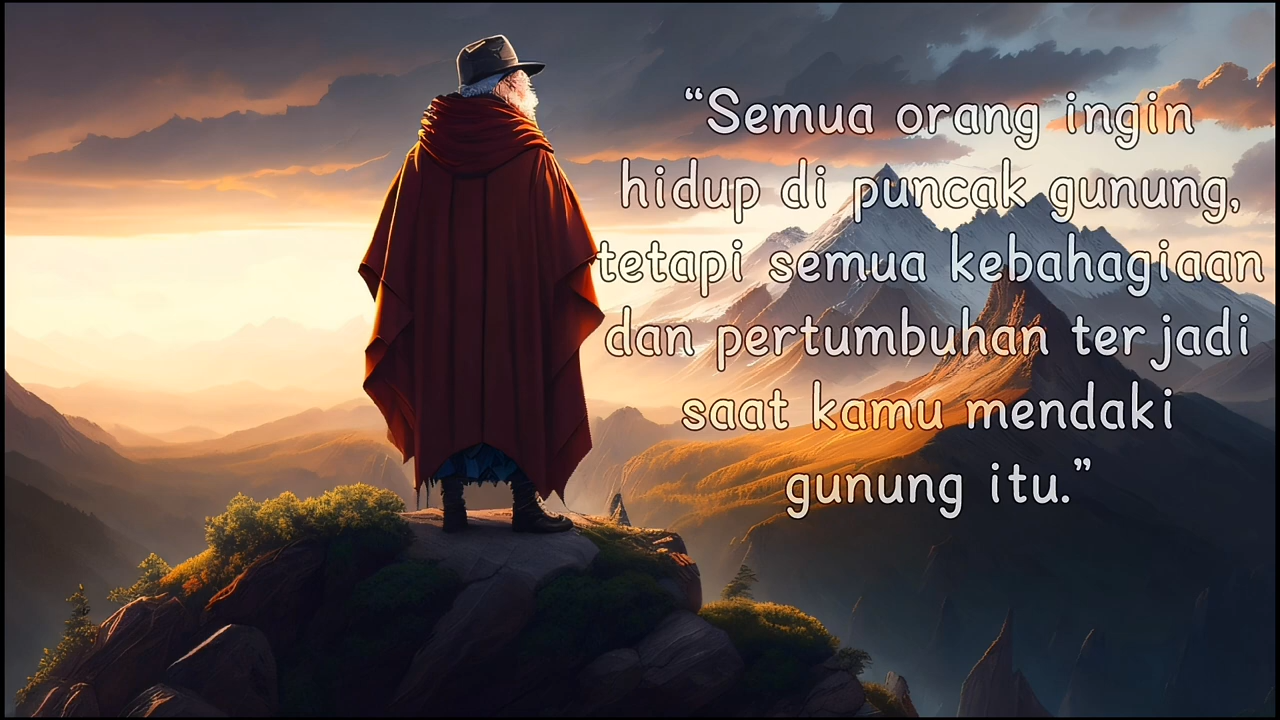 “Semua orang ingin
hidup di puncak gunung,
tetapi semua kebahagiaan
dan pertumbuhan terjadi
saat kamu mendaki
gunung itu.”